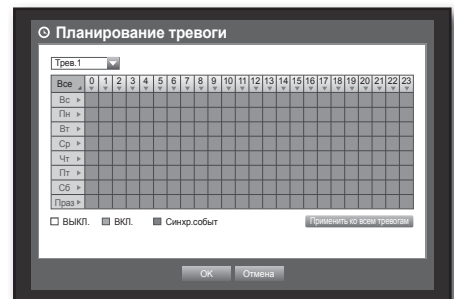 Планирование тревоги
Трев.1
Все 0 1 2 3 4 5 6 7 8 9 10 11 12 13 14 15 16 17 18 19 20 21 22 23
Вс
Пн
Вт
Ср
Чт
Пт
Сб
Праз
ВЫКЛ. ВКЛ. Синхр.событ Применить ко всем тревогам
OK Отмена